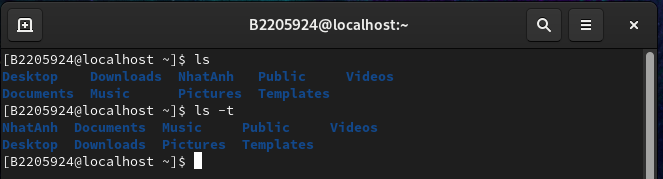 B2205924@localhost:~
[B2205924@localhost ~]$ ls
Desktop    Downloads  NhatAnh   Public     Videos
Documents  Music      Pictures  Templates
[B2205924@localhost ~]$ ls -t
NhatAnh  Documents  Music     Public     Videos
Desktop  Downloads  Pictures  Templates
[B2205924@localhost ~]$